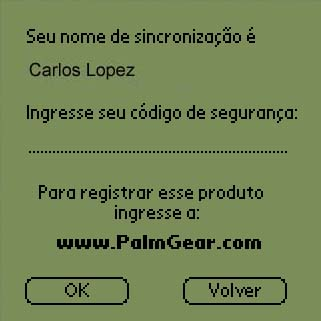 Seu nome de sincronização é
Carlos Lopez
Ingresse seu código de segurança:
Para registrar esse produto
ingresse a:
www.PalmGear.com
OK Volver